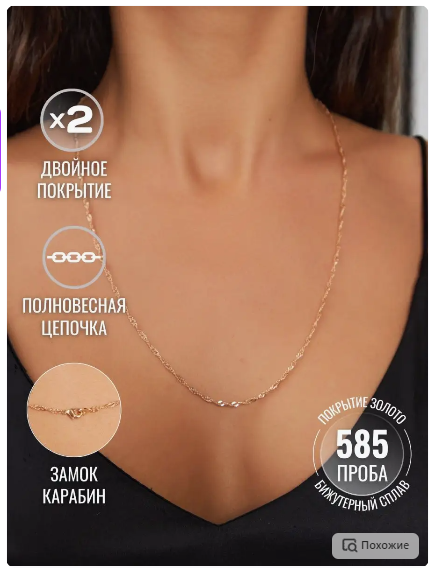 x2
ДВОЙНОЕ
ПОКРЫТИЕ
ПОЛНОВЕСНАЯ
ЦЕПОЧКА
ЗАМОК
КАРАБИН
ПОКРЫТИЕ ЗОЛОТО
585
ПРОБА
БИЖУТЕРНЫЙ СПЛАВ
Похожие